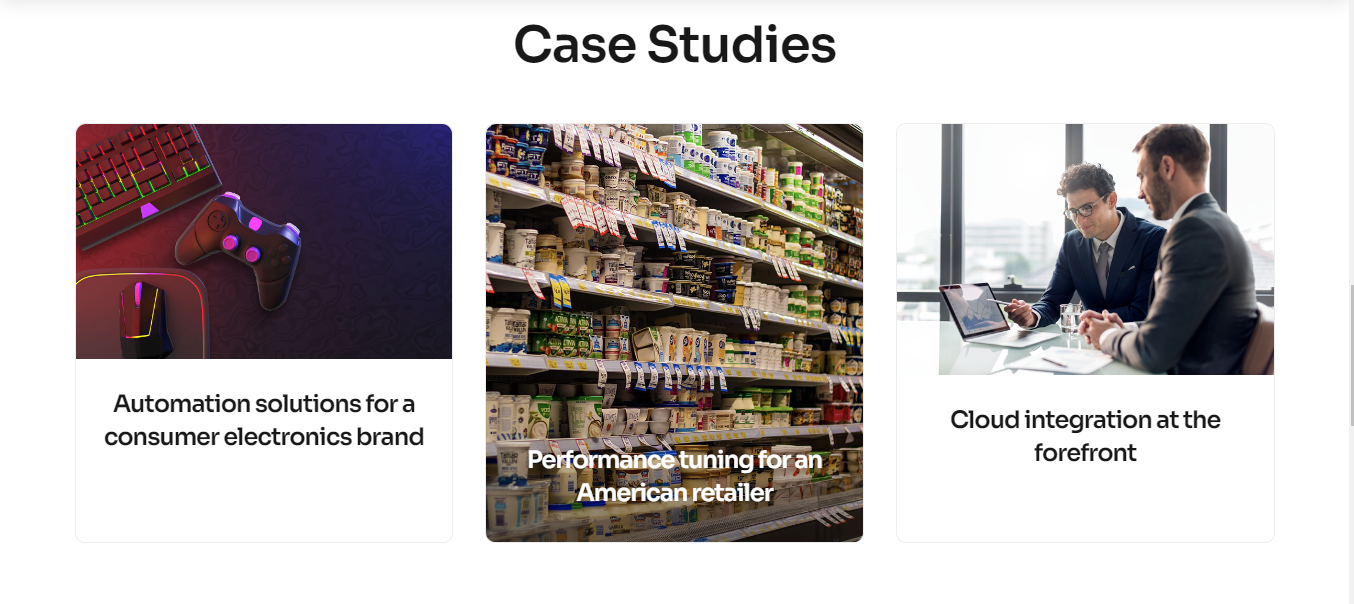 Case Studies
Automation solutions for a
consumer electronics brand
Performance tuning for an
American retailer
Cloud integration at the
forefront